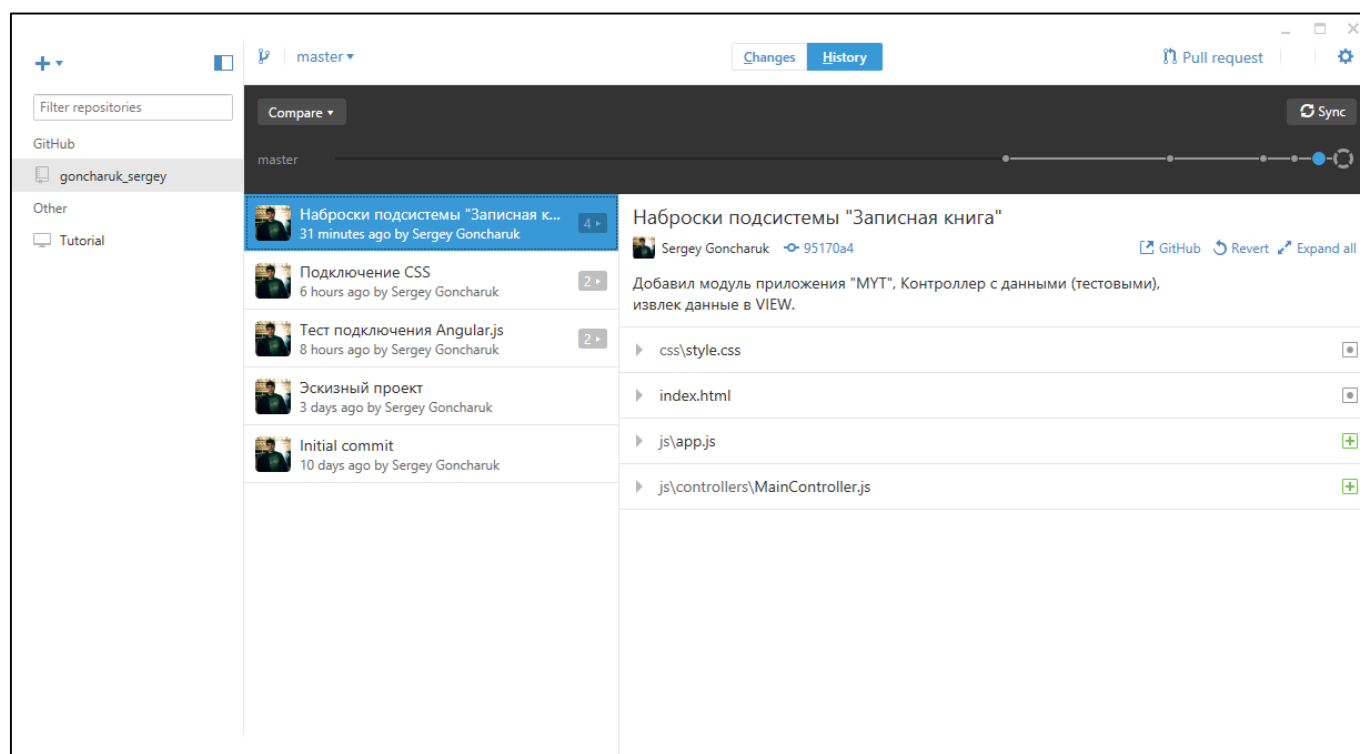 master
Changes
History
Pull request
Filter repositories
GitHub
goncharuk_sergey
Other
Tutorial
Compare
Sync
master
Наброски подсистемы "Записная к...
31 minutes ago by Sergey Goncharuk
4
Подключение CSS
6 hours ago by Sergey Goncharuk
2
Тест подключения Angular.js
8 hours ago by Sergey Goncharuk
2
Эскизный проект
3 days ago by Sergey Goncharuk
Initial commit
10 days ago by Sergey Goncharuk
Наброски подсистемы "Записная книга"
Sergey Goncharuk 95170a4
GitHub Revert Expand all
Добавил модуль приложения "MYT", Контроллер с данными (тестовыми),
извлек данные в VIEW.
css\style.css
index.html
js\app.js
js\controllers\MainController.js